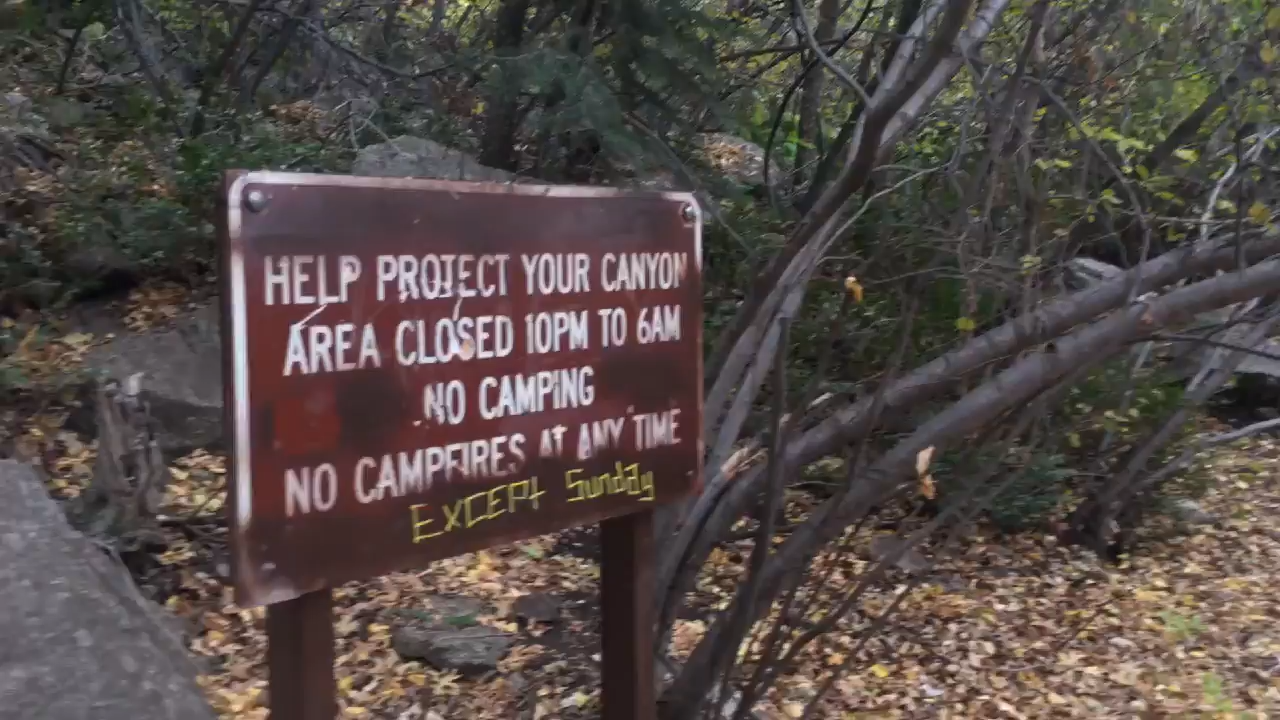 HELP PROTECT YOUR CANYON
AREA CLOSED 10PM TO 6AM
NO CAMPING
NO CAMPFIRES AT ANY TIME
EXCEPt Sunday